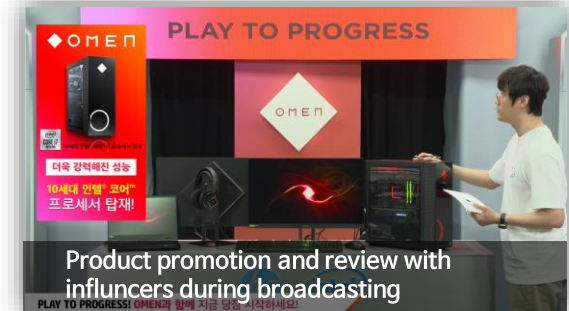 PLAY TO PROGRESS
OMEN
더욱 강력해진 성능
10세대 인텔® 코어™
프로세서 탑재!
OMEN
Product promotion and review with
influncers during broadcasting
PLAY TO PROGRESS! OMEN과 함께 지금 당장 시작하세요!